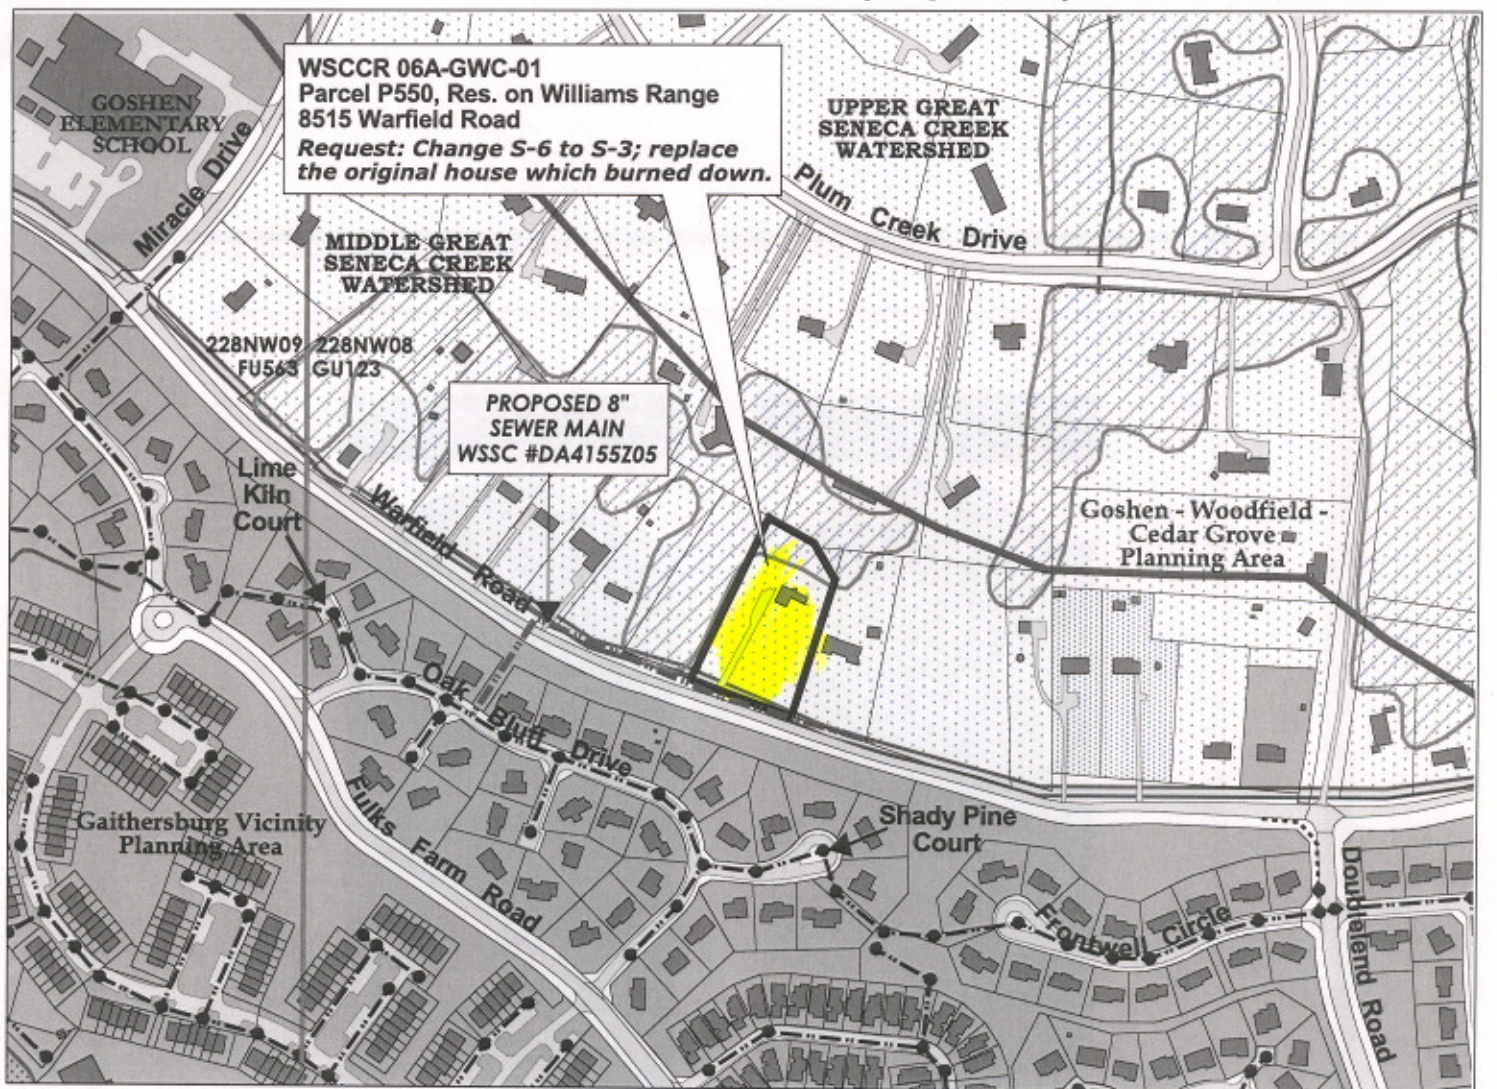 WSCCR 06A-GWC-01
Parcel P550, Res. on Williams Range
8515 Warfield Road
Request: Change S-6 to S-3; replace
the original house which burned down.
GOSHEN
ELEMENTARY
SCHOOL
Miracle Drive
UPPER GREAT
SENECA CREEK
WATERSHED
Plum Creek Drive
MIDDLE GREAT
SENECA CREEK
WATERSHED
228NW09 228NW08
FU563 GU123
PROPOSED 8"
SEWER MAIN
WSSC #DA4155Z05
Lime
Kiln
Court
Warfield Road
Goshen - Woodfield -
Cedar Grove
Planning Area
Oak Bluff Drive
Gaithersburg Vicinity
Planning Area
Fulks Farm Road
Shady Pine
Court
Frontwell Circle
Doubleland Road